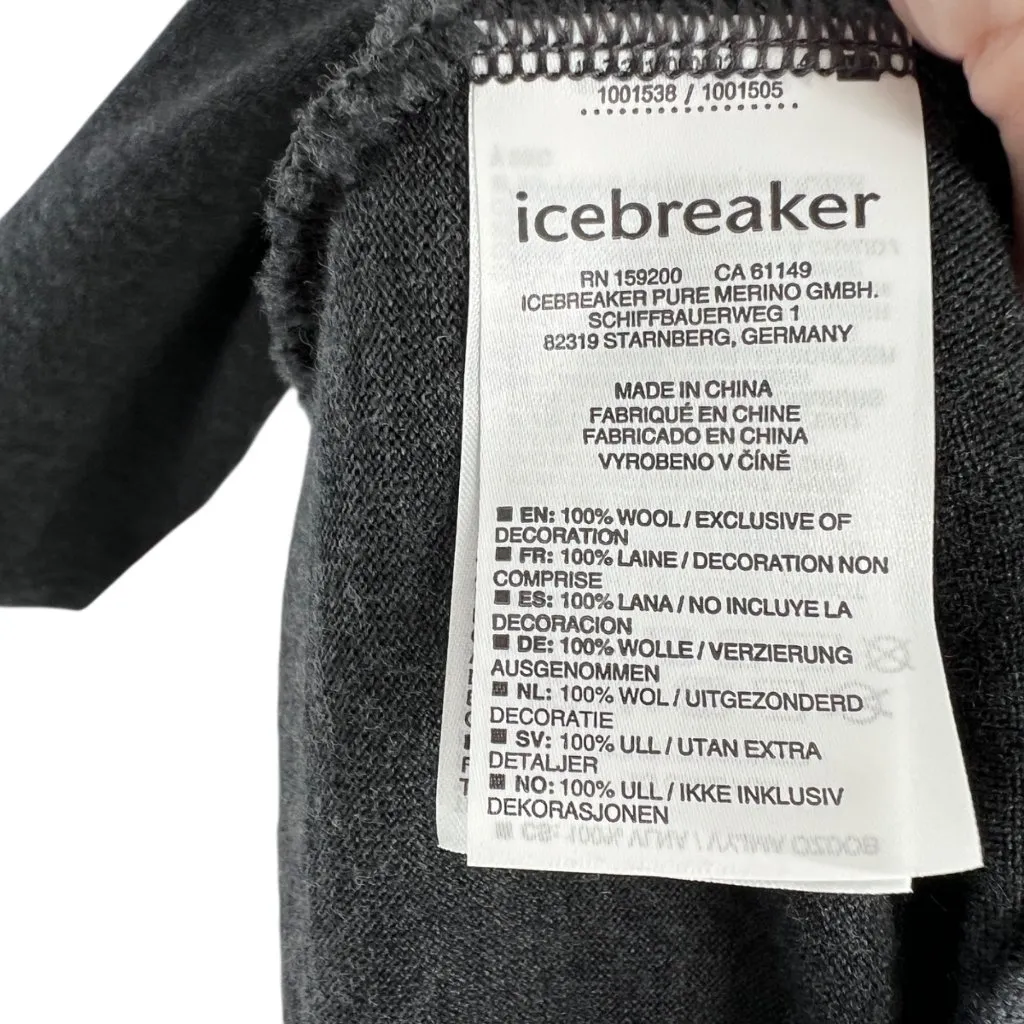 1001538 / 1001505
icebreaker
RN 159200 CA 61149
ICEBREAKER PURE MERINO GMBH.
SCHIFFBAUERWEG 1
82319 STARNBERG, GERMANY
MADE IN CHINA
FABRIQUÉ EN CHINE
FABRICADO EN CHINA
VYROBENO V ČÍNĚ
EN: 100% WOOL / EXCLUSIVE OF
DECORATION
FR: 100% LAINE / DECORATION NON
COMPRISE
ES: 100% LANA / NO INCLUYE LA
DECORACION
DE: 100% WOLLE / VERZIERUNG
AUSGENOMMEN
NL: 100% WOL / UITGEZONDERD
DECORATIE
SV: 100% ULL / UTAN EXTRA
DETALJER
NO: 100% ULL / IKKE INKLUSIV
DEKORASJONEN